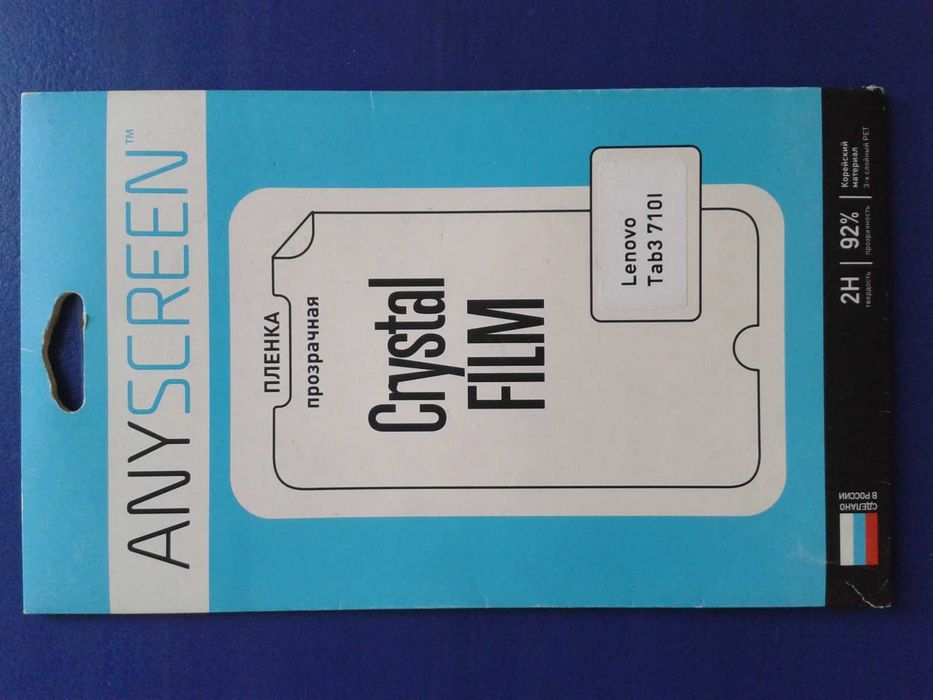 ANYSCREEN™
ПЛЕНКА
прозрачная
Crystal
FILM
Lenovo
Tab3 710I
2H
твердость
92%
прозрачность
Корейский
материал
3-х слойный PET
СДЕЛАНО
В РОССИИ